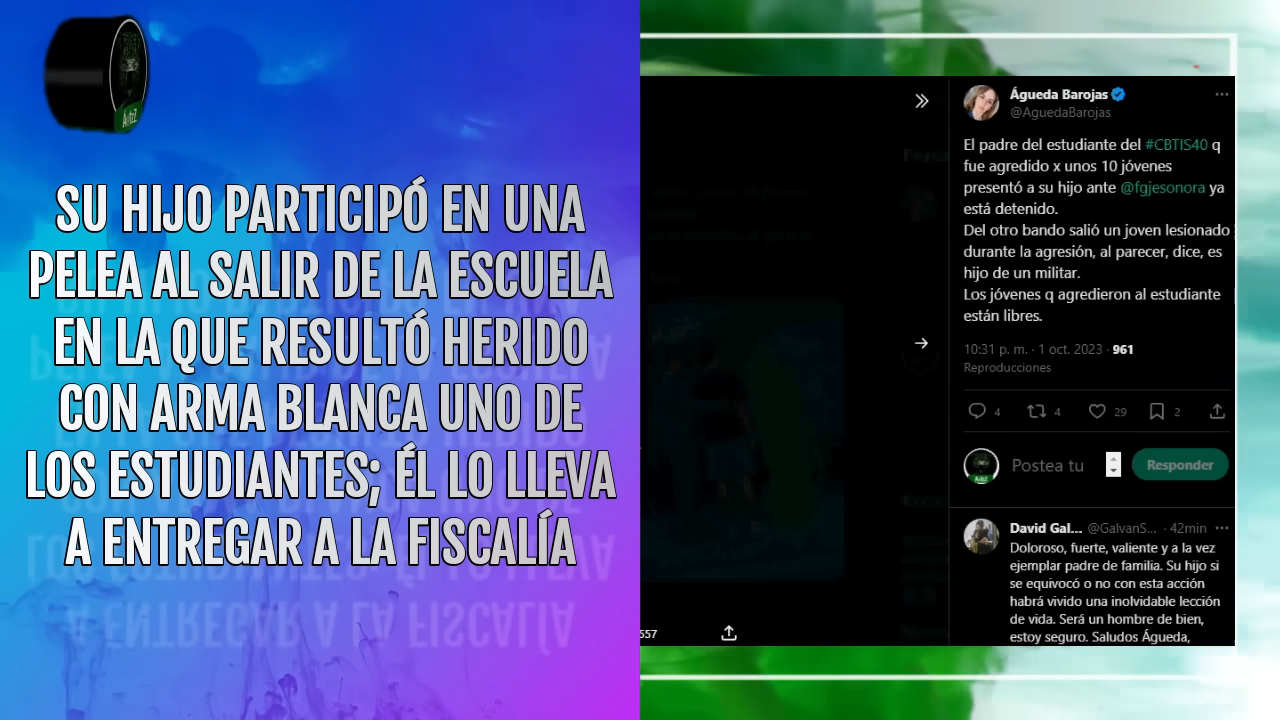 SU HIJO PARTICIPÓ EN UNA
PELEA AL SALIR DE LA ESCUELA
EN LA QUE RESULTÓ HERIDO
CON ARMA BLANCA UNO DE
LOS ESTUDIANTES; ÉL LO LLEVA
A ENTREGAR A LA FISCALÍA
Águeda Barojas
@AguedaBarojas
El padre del estudiante del #CBTIS40 q
fue agredido x unos 10 jóvenes
presentó a su hijo ante @fgjesonora ya
está detenido.
Del otro bando salió un joven lesionado
durante la agresión, al parecer, dice, es
hijo de un militar.
Los jóvenes q agredieron al estudiante
están libres.
10:31 p. m. · 1 oct. 2023 · 961
Reproducciones
4 4 29 2
Postea tu
Responder
David Gal... @GalvanS... · 42min
Doloroso, fuerte, valiente y a la vez
ejemplar padre de familia. Su hijo si
se equivocó o no con esta acción
habrá vivido una inolvidable lección
de vida. Será un hombre de bien,
estoy seguro. Saludos Águeda,
557